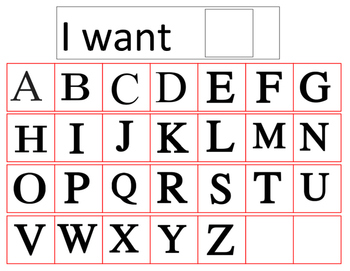 I want
A B C D E F G
H I J K L M N
O P Q R S T U
V W X Y Z